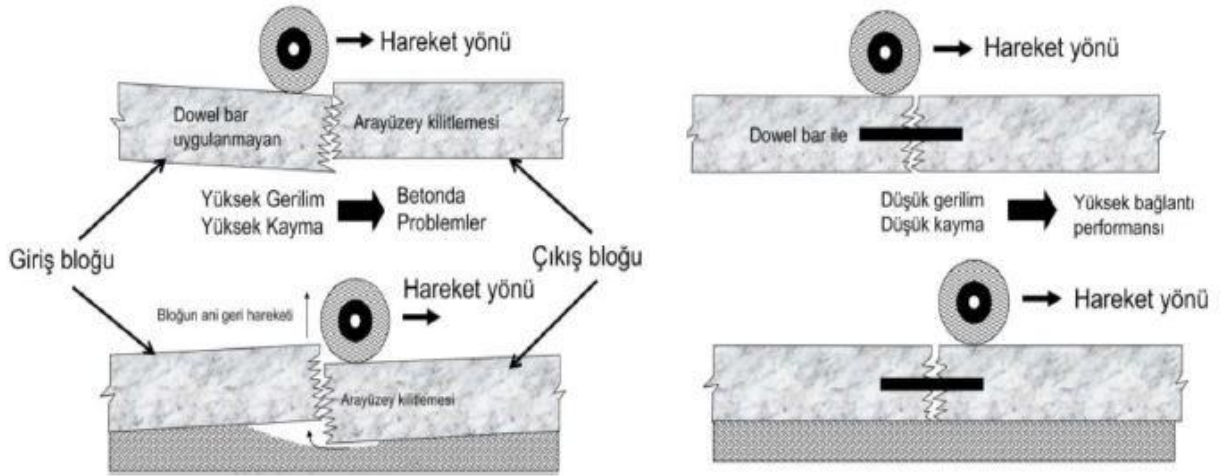 Hareket yönü
Dowel bar
uygulanmayan
Arayüzey kilitlemesi
Yüksek Gerilim
Yüksek Kayma
Betonda
Problemler
Giriş bloğu
Çıkış bloğu
Bloğun ani geri hareketi
Hareket yönü
Arayüzey kilitlemesi
Hareket yönü
Dowel bar ile
Düşük gerilim
Düşük kayma
Yüksek bağlantı
performansı
Hareket yönü